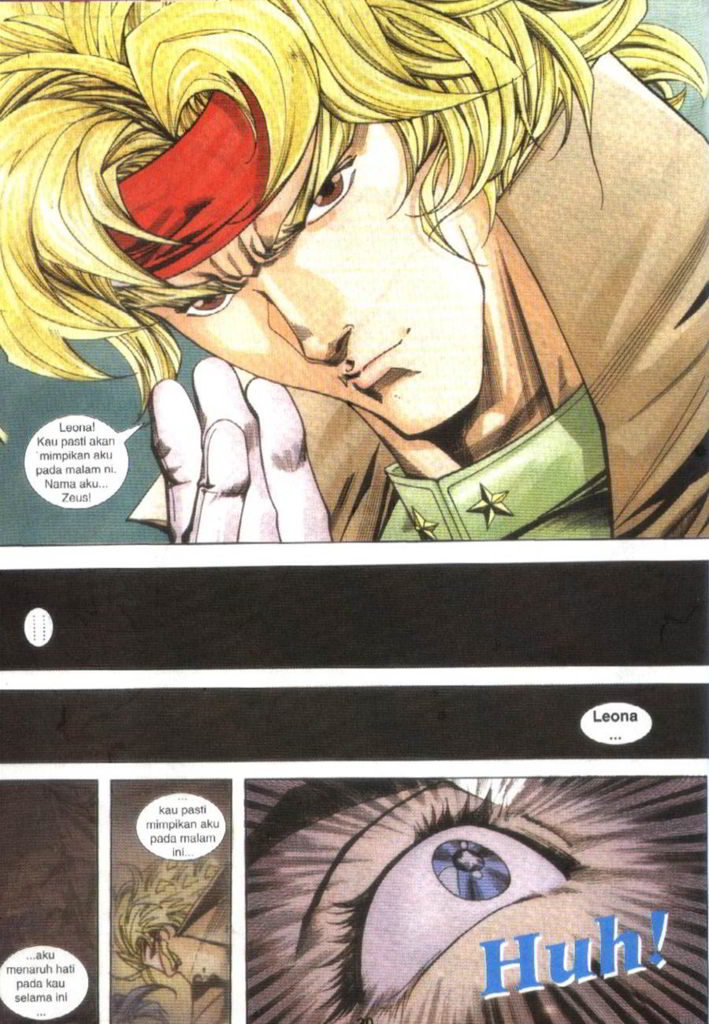 Leona!
Kau pasti akan
mimpikan aku
pada malam ni.
Nama aku...
Zeus!
Leona
...
...
kau pasti
mimpikan aku
pada malam
ini...
...aku
menaruh hati
pada kau
selama ini
...
Huh!
20